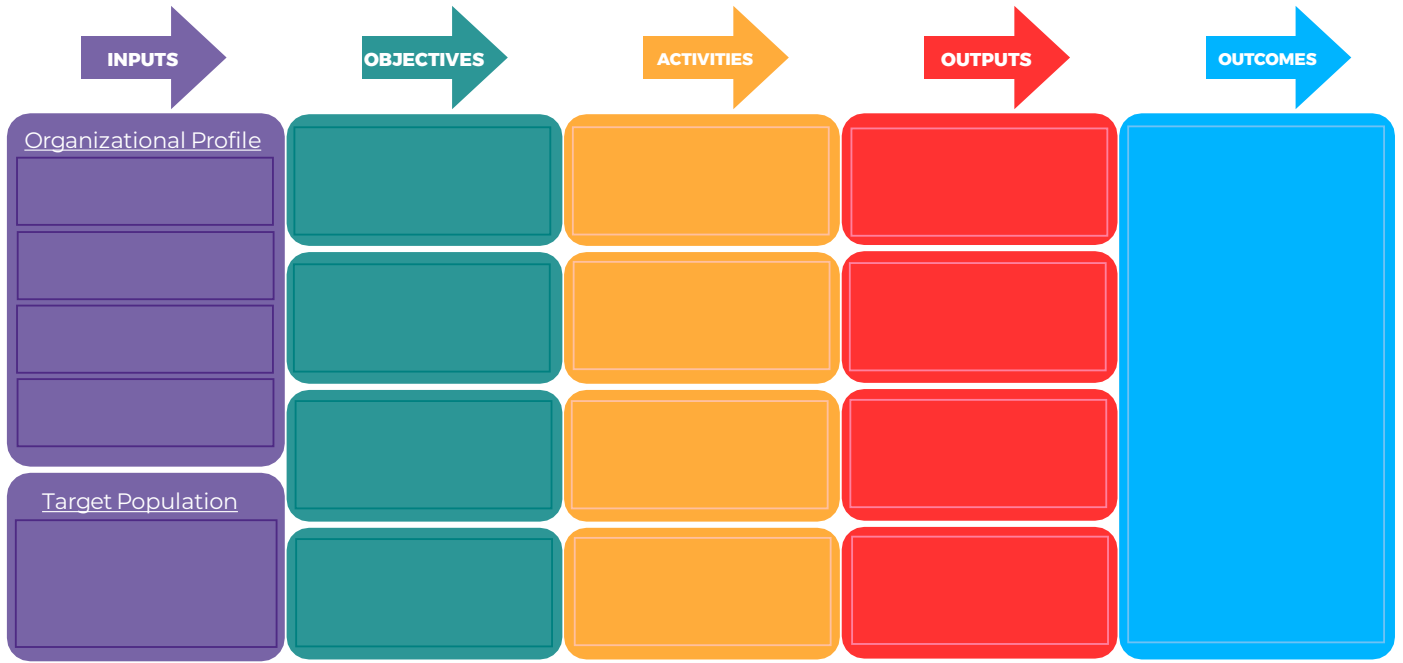 INPUTS
OBJECTIVES
ACTIVITIES
OUTPUTS
OUTCOMES
Organizational Profile
Target Population